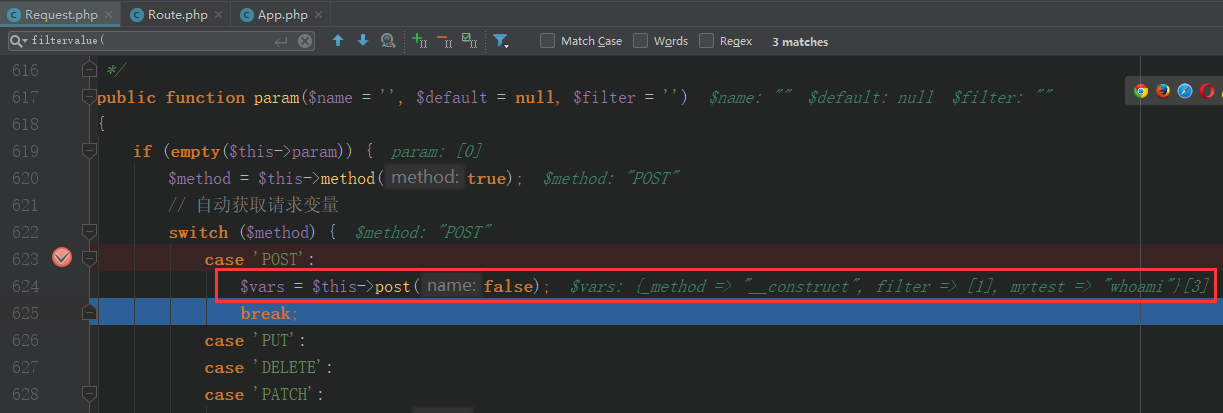 Request.php × Route.php × App.php ×
filtervalue( Match Case Words Regex 3 matches
616 */
617 public function param($name = '', $default = null, $filter = '') $name: "" $default: null $filter: ""
618 {
619 if (empty($this->param)) { param: [0]
620 $method = $this->method( method: true); $method: "POST"
621 // 自动获取请求变量
622 switch ($method) { $method: "POST"
623 case 'POST':
624 $vars = $this->post( name: false); $vars: {_method => "__construct", filter => [1], mytest => "whoami"}[3]
625 break;
626 case 'PUT':
627 case 'DELETE':
628 case 'PATCH':